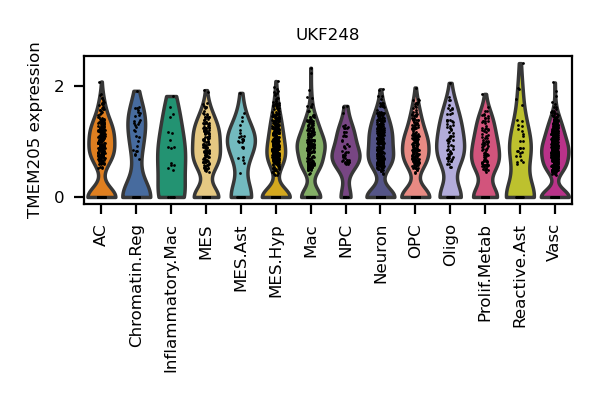 UKF248
TMEM205 expression
2
0
AC
Chromatin.Reg
Inflammatory.Mac
MES
MES.Ast
MES.Hyp
Mac
NPC
Neuron
OPC
Oligo
Prolif.Metab
Reactive.Ast
Vasc